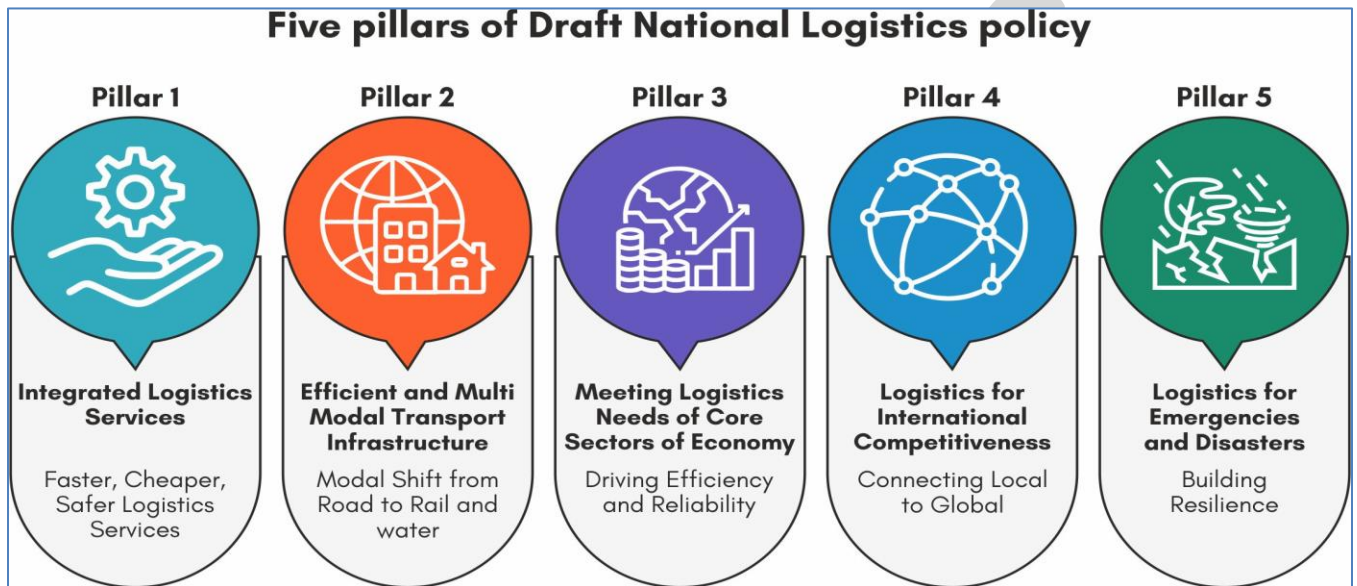 Five pillars of Draft National Logistics policy
Pillar 1
Integrated Logistics
Services
Faster, Cheaper,
Safer Logistics
Services
Pillar 2
Efficient and Multi
Modal Transport
Infrastructure
Modal Shift from
Road to Rail and
water
Pillar 3
Meeting Logistics
Needs of Core
Sectors of Economy
Driving Efficiency
and Reliability
Pillar 4
Logistics for
International
Competitiveness
Connecting Local
to Global
Pillar 5
Logistics for
Emergencies
and Disasters
Building
Resilience